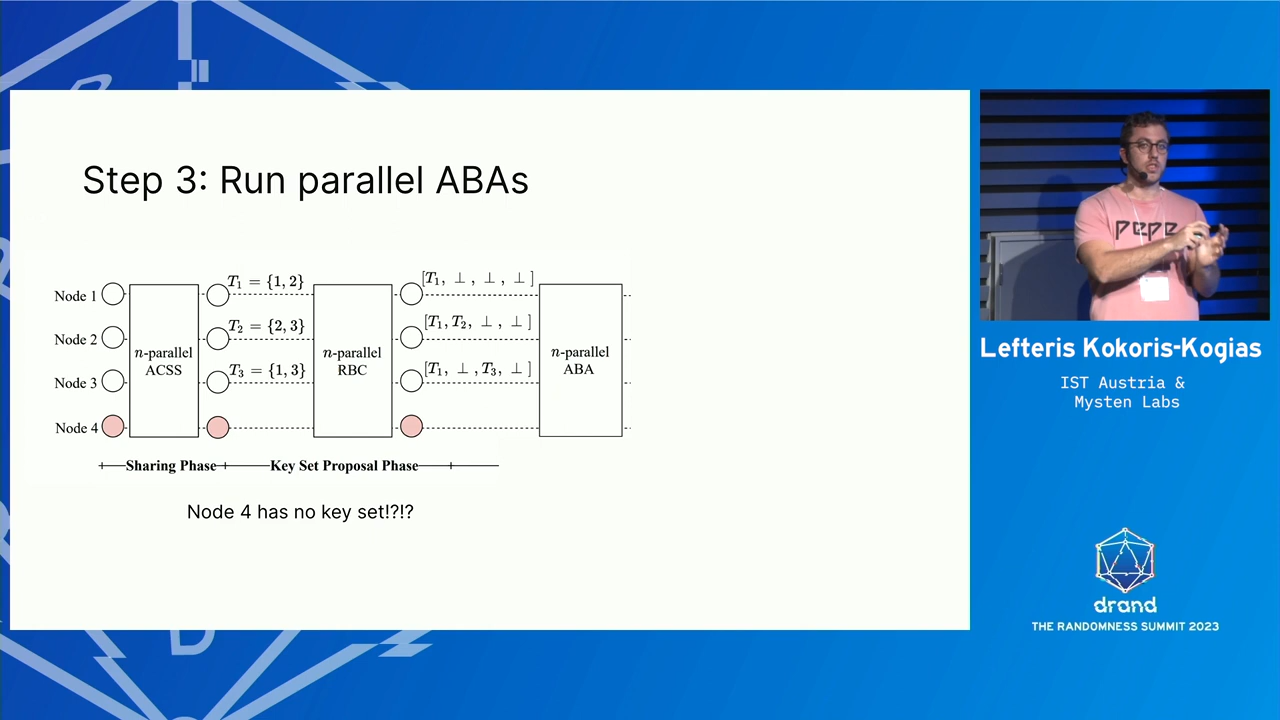 Step 3: Run parallel ABAs
Node 1
Node 2
Node 3
Node 4
n-parallel
ACSS
T₁ = {1, 2}
T₂ = {2, 3}
T₃ = {1, 3}
n-parallel
RBC
[T₁, ⊥, ⊥, ⊥]
[T₁, T₂, ⊥, ⊥]
[T₁, ⊥, T₃, ⊥]
n-parallel
ABA
Sharing Phase
Key Set Proposal Phase
Node 4 has no key set!?!?
pepe
Lefteris Kokoris-Kogias
IST Austria &
Mysten Labs
drand
THE RANDOMNESS SUMMIT 2023